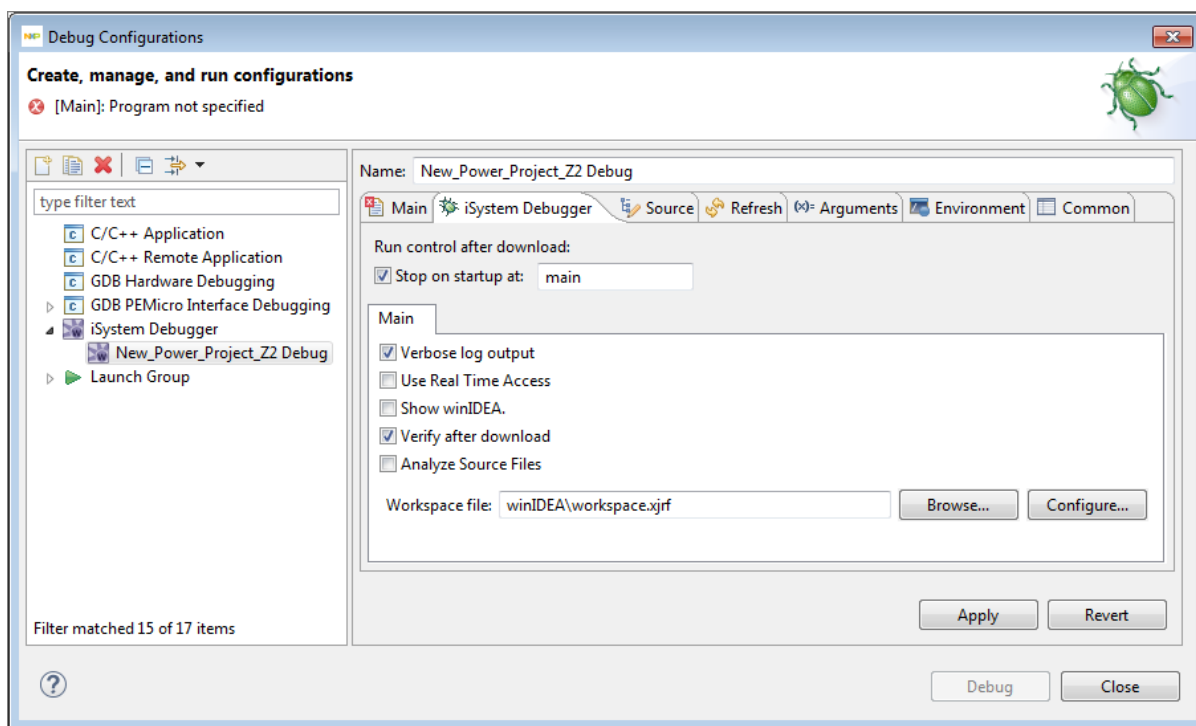 NXP Debug Configurations
Create, manage, and run configurations
[Main]: Program not specified
type filter text
C/C++ Application
C/C++ Remote Application
GDB Hardware Debugging
GDB PEMicro Interface Debugging
iSystem Debugger
New_Power_Project_Z2 Debug
Launch Group
Filter matched 15 of 17 items
Name: New_Power_Project_Z2 Debug
Main iSystem Debugger Source Refresh (x)= Arguments Environment Common
Run control after download:
Stop on startup at: main
Main
Verbose log output
Use Real Time Access
Show winIDEA.
Verify after download
Analyze Source Files
Workspace file: winIDEA\workspace.xjrf Browse... Configure...
Apply Revert
? Debug Close